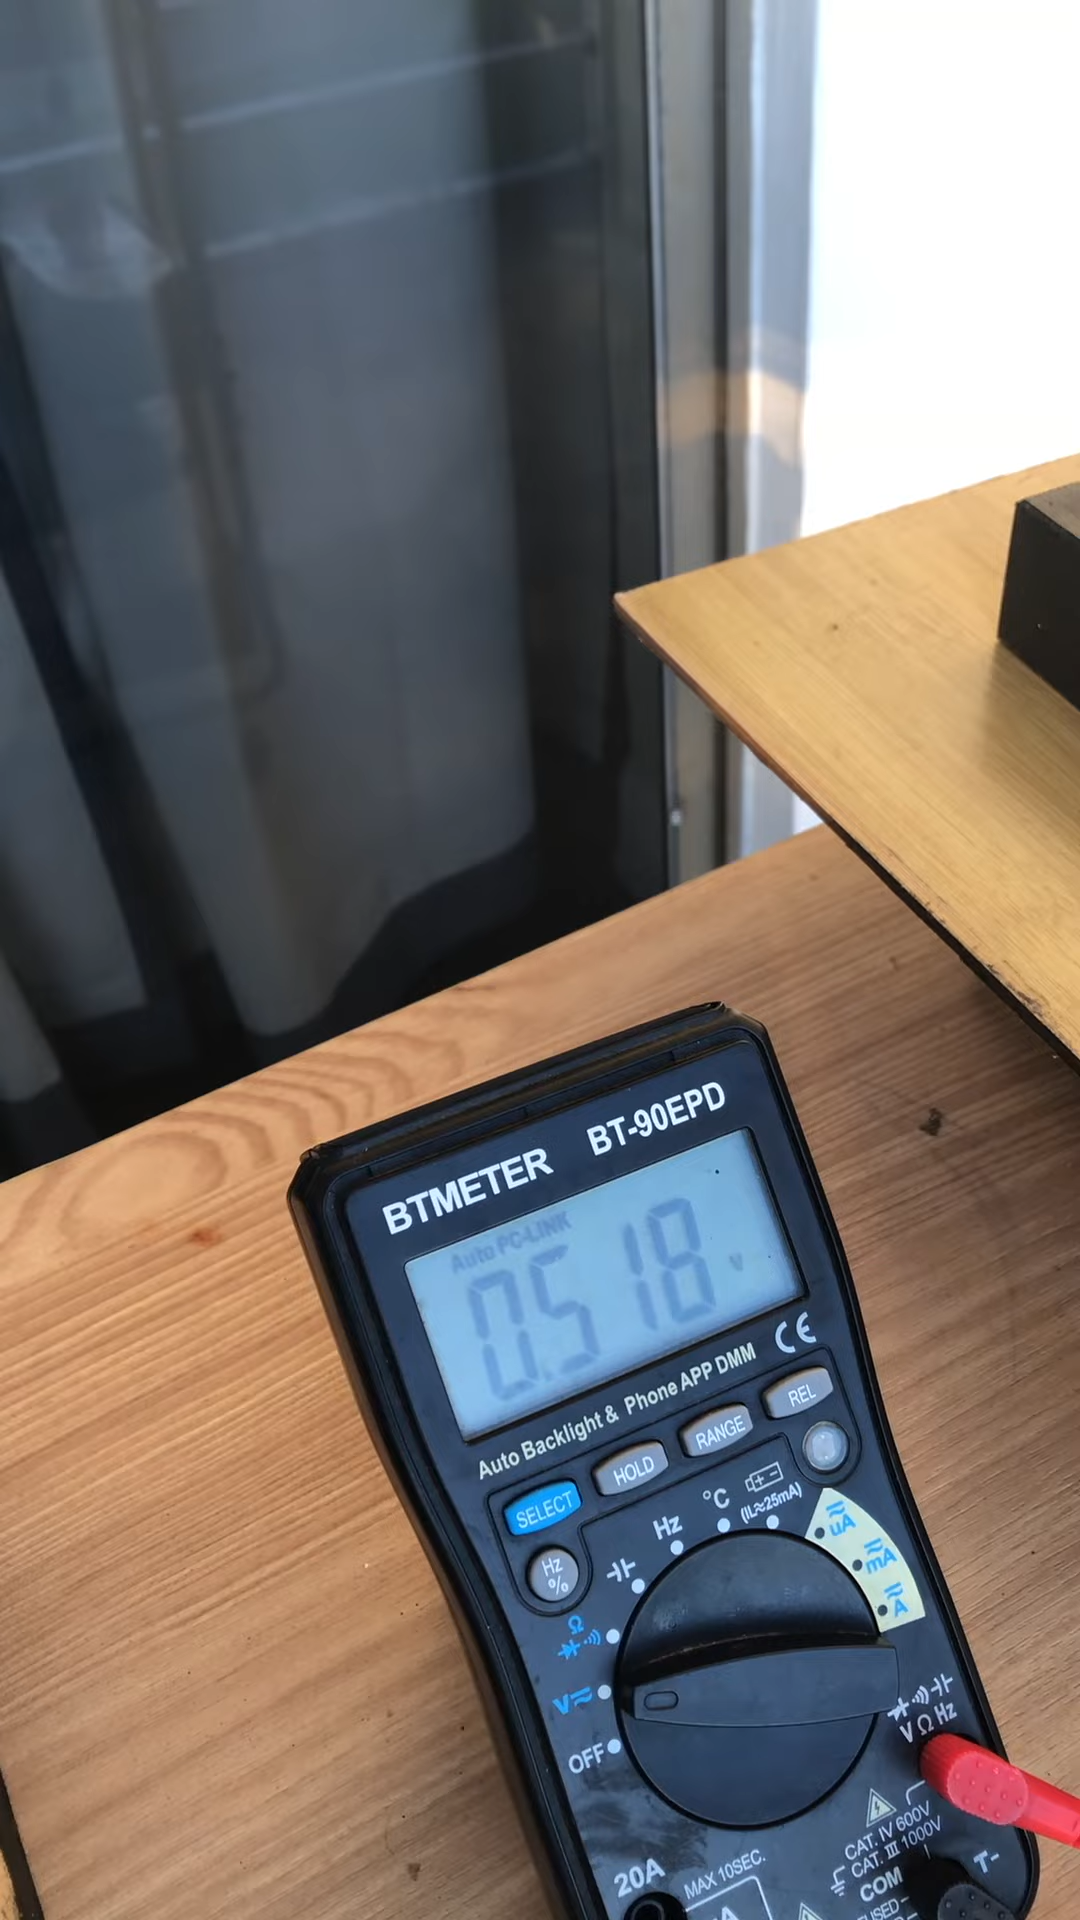 BTMETER BT-90EPD
Auto PC-LINK
0.518 V
CE
Auto Backlight & Phone APP DMM
SELECT HOLD RANGE REL
Hz
%
Hz °C
(IL≈25mA)
uA
mA
A
Ω
V
OFF
V Ω Hz
CAT. IV 600V
CAT. III 1000V
20A MAX 10SEC.
COM
T-